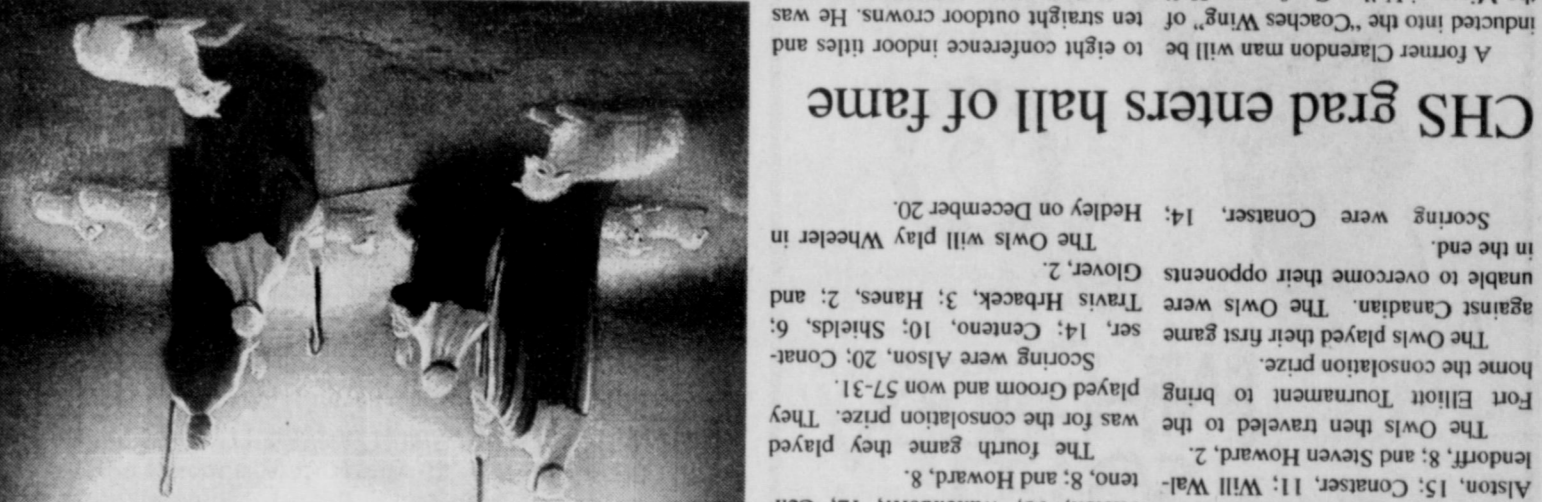 Alston, 15; Conatser, 11; Will Wal-
lendorff, 8; and Steven Howard, 2.
The Owls then traveled to the
Fort Elliott Tournament to bring
home the consolation prize.
The Owls played their first game
against Canadian. The Owls were
unable to overcome their opponents
in the end.
Scoring were Conatser, 14;
teno, 8; and Howard, 8.
The fourth game they played
was for the consolation prize. They
played Groom and won 57-31.
Scoring were Alson, 20; Conat-
ser, 14; Centeno, 10; Shields, 6;
Travis Hrbacek, 3; Hanes, 2; and
Glover, 2.
The Owls will play Wheeler in
Hedley on December 20.
CHS grad enters hall of fame
A former Clarendon man will be
inducted into the "Coaches Wing" of
to eight conference indoor titles and
ten straight outdoor crowns. He was